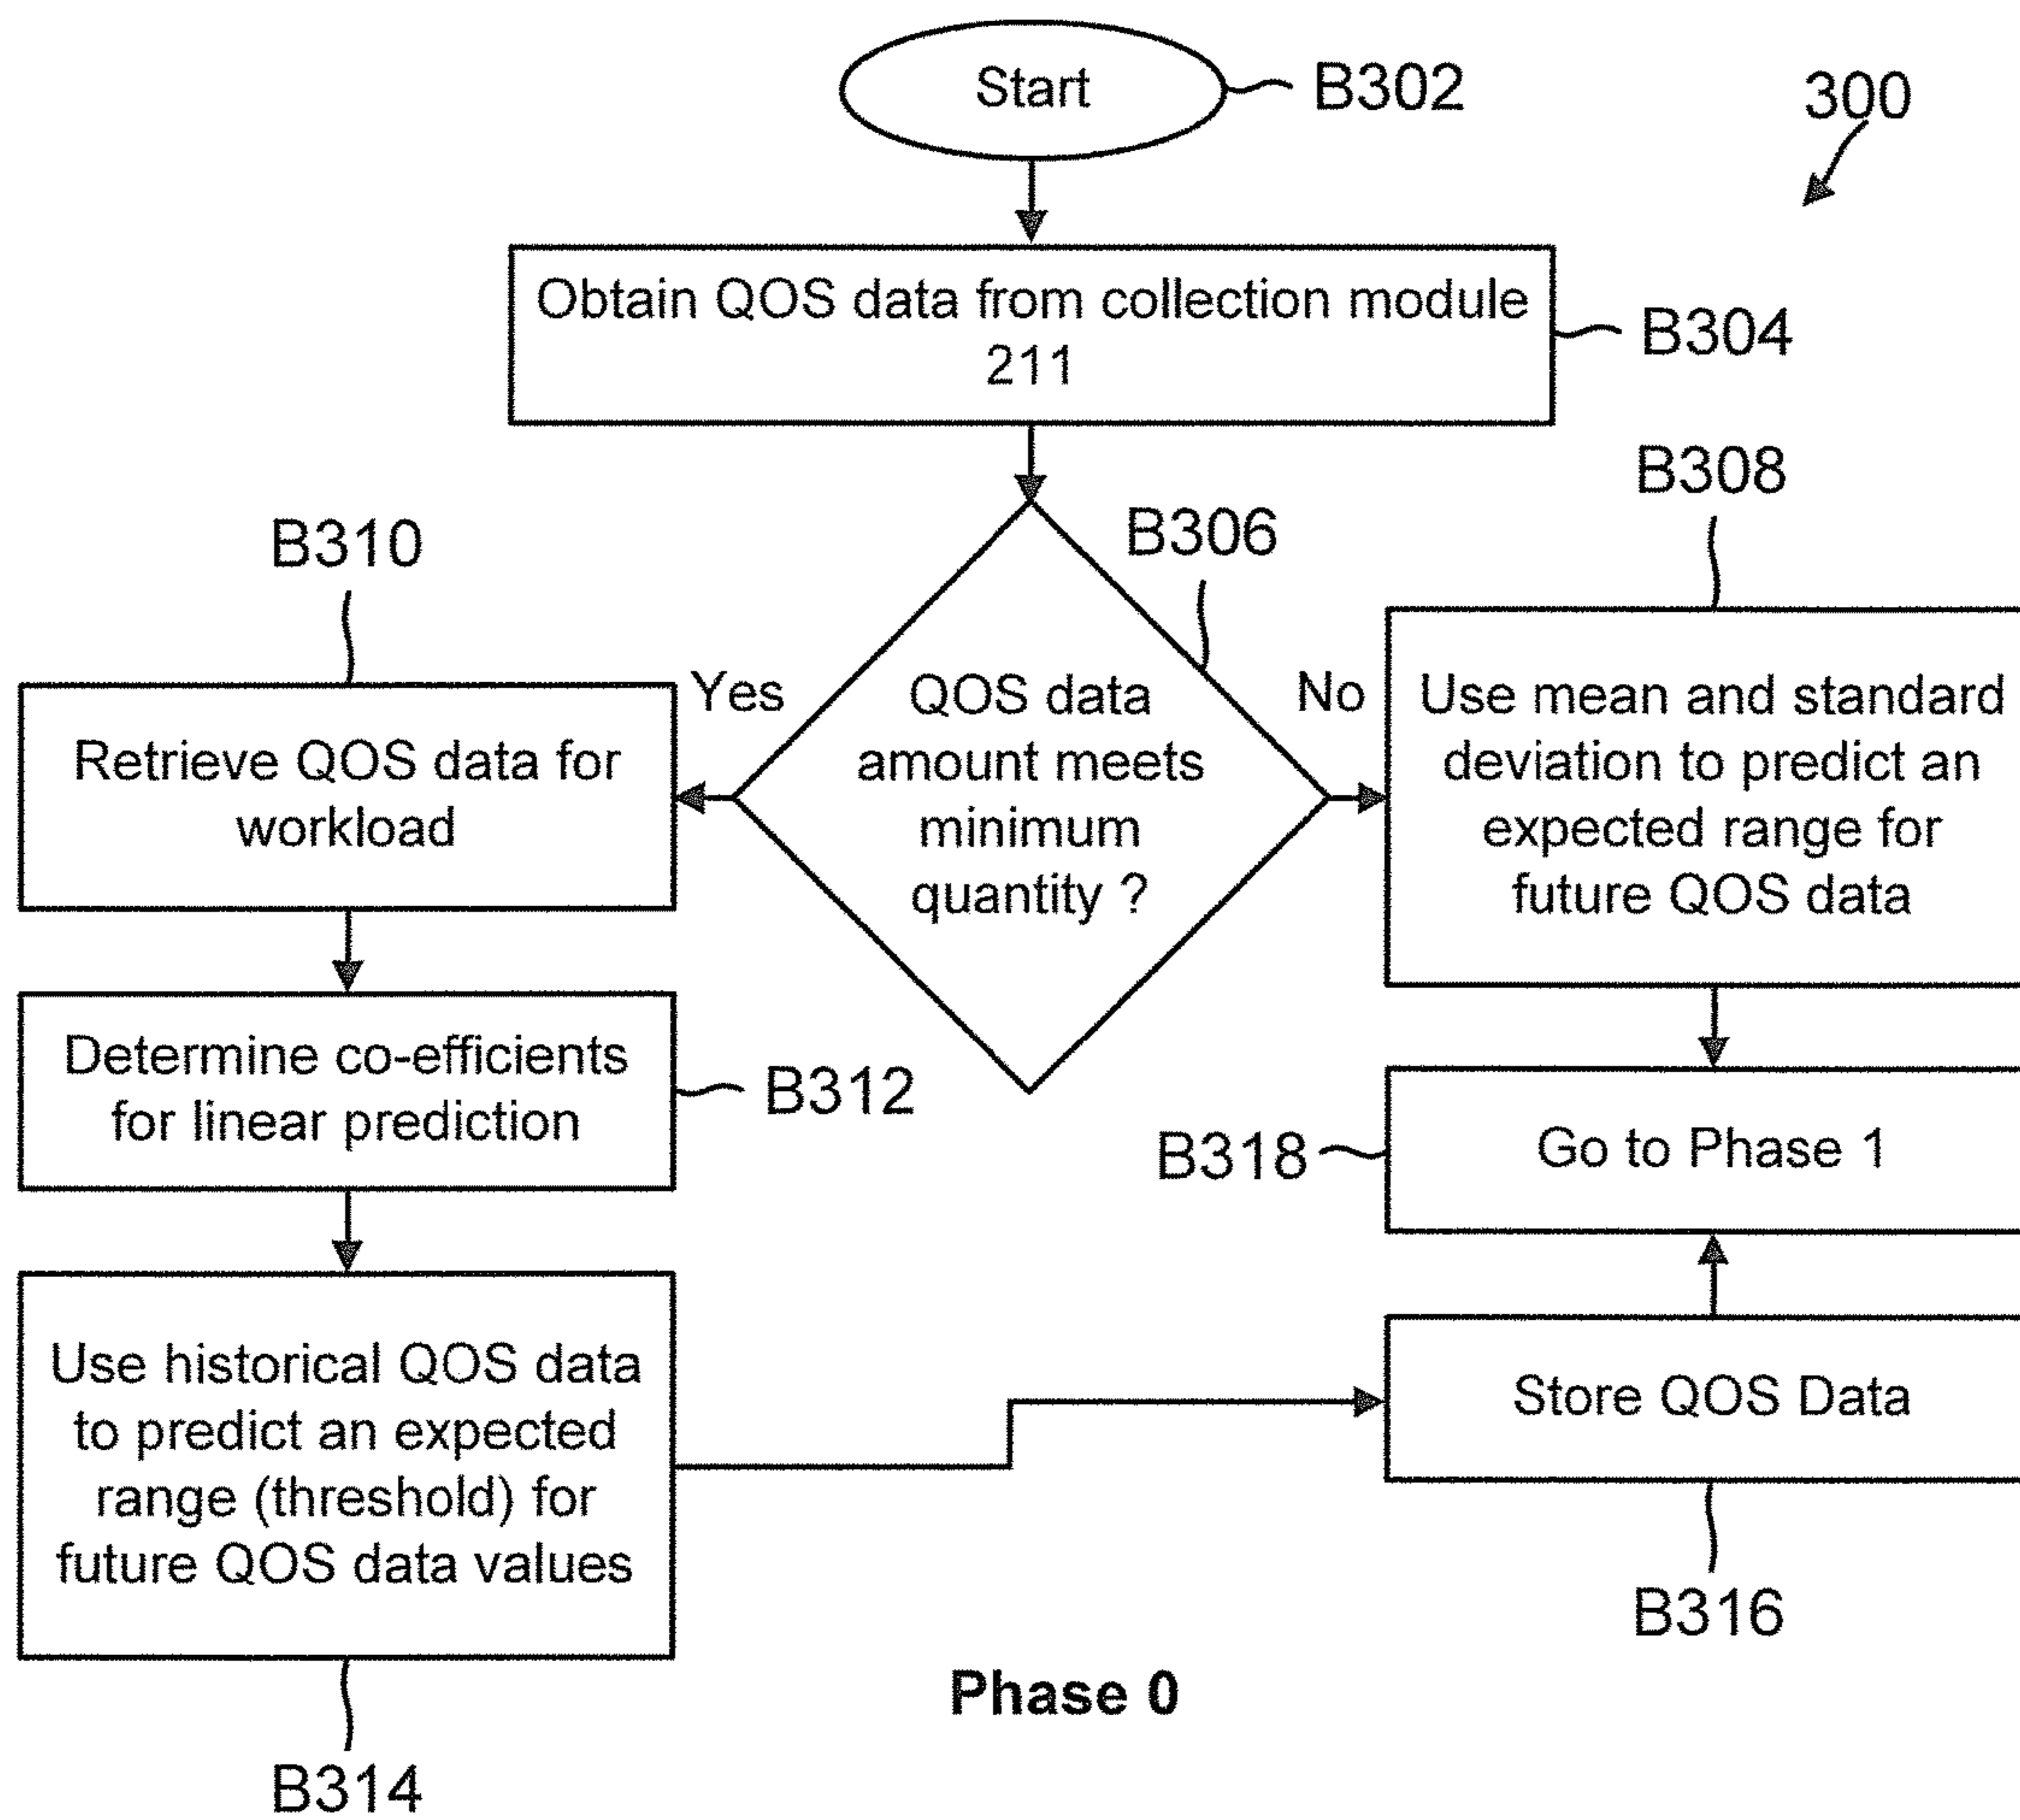 Start
B302
300
Obtain QOS data from collection module
211
B304
B308
B306
B310
Yes
QOS data
amount meets
minimum
quantity ?
No
Use mean and standard
deviation to predict an
expected range for
future QOS data
Retrieve QOS data for
workload
Determine co-efficients
for linear prediction
B312
B318
Go to Phase 1
Use historical QOS data
to predict an expected
range (threshold) for
future QOS data values
Store QOS Data
B316
Phase 0
B314